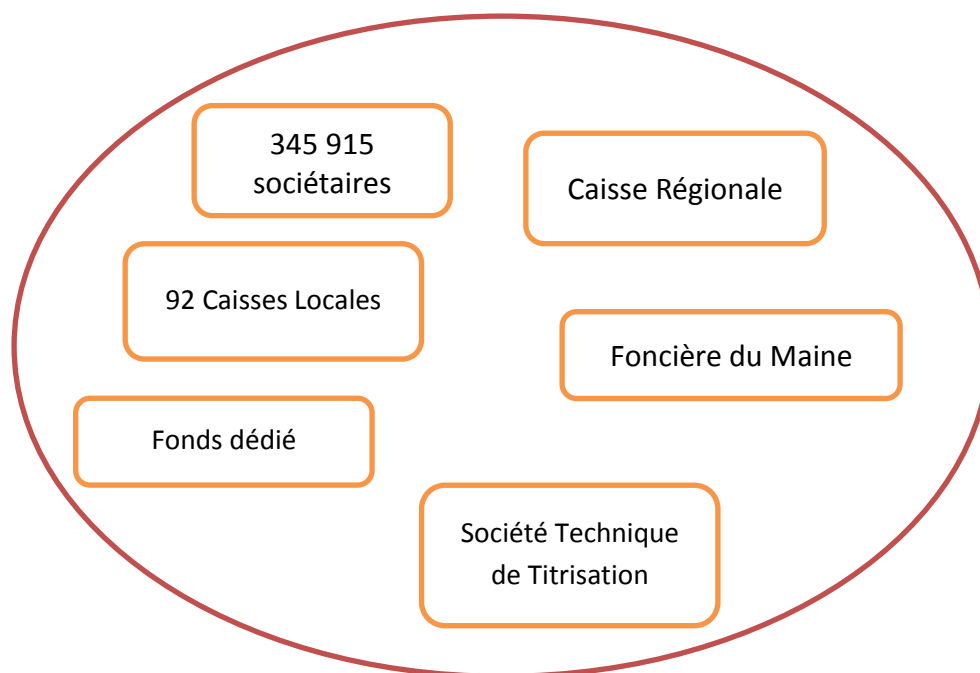 345 915
sociétaires
Caisse Régionale
92 Caisses Locales
Foncière du Maine
Fonds dédié
Société Technique
de Titrisation